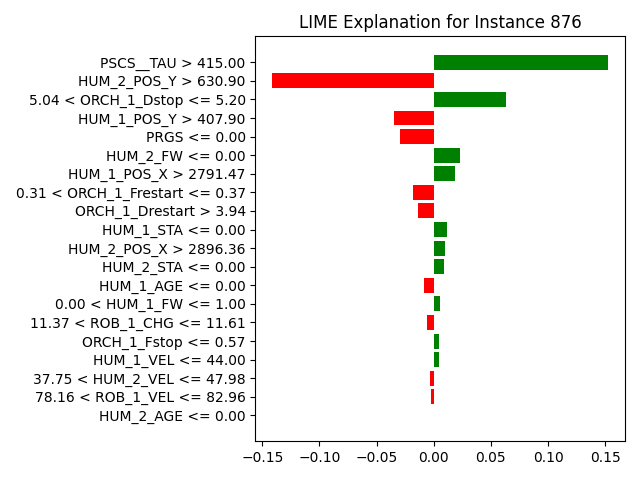 LIME Explanation for Instance 876
PSCS__TAU > 415.00
HUM_2_POS_Y > 630.90
5.04 < ORCH_1_Dstop <= 5.20
HUM_1_POS_Y > 407.90
PRGS <= 0.00
HUM_2_FW <= 0.00
HUM_1_POS_X > 2791.47
0.31 < ORCH_1_Frestart <= 0.37
ORCH_1_Drestart > 3.94
HUM_1_STA <= 0.00
HUM_2_POS_X > 2896.36
HUM_2_STA <= 0.00
HUM_1_AGE <= 0.00
0.00 < HUM_1_FW <= 1.00
11.37 < ROB_1_CHG <= 11.61
ORCH_1_Fstop <= 0.57
HUM_1_VEL <= 44.00
37.75 < HUM_2_VEL <= 47.98
78.16 < ROB_1_VEL <= 82.96
HUM_2_AGE <= 0.00
−0.15 −0.10 −0.05 0.00 0.05 0.10 0.15